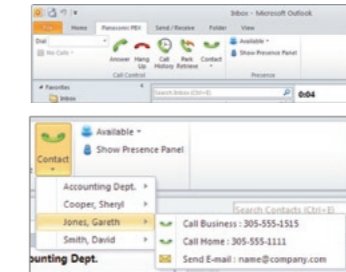 Inbox - Microsoft Outlook
File Home Panasonic PBX Send / Receive Folder View
Dial
No Calls
Answer Hang Up Call History Park Retrieve Contact
Available
Show Presence Panel
Call Control Presence
Favorites
Inbox
Search Inbox (Ctrl+E)
0:04
Available
Show Presence Panel
Contact
Accounting Dept.
Cooper, Sheryl
Search Contacts (Ctrl+E)
Jones, Gareth
Call Business : 305-555-1515
Smith, David
Call Home : 305-555-1111
Send E-mail : name@company.com
ounting Dept.